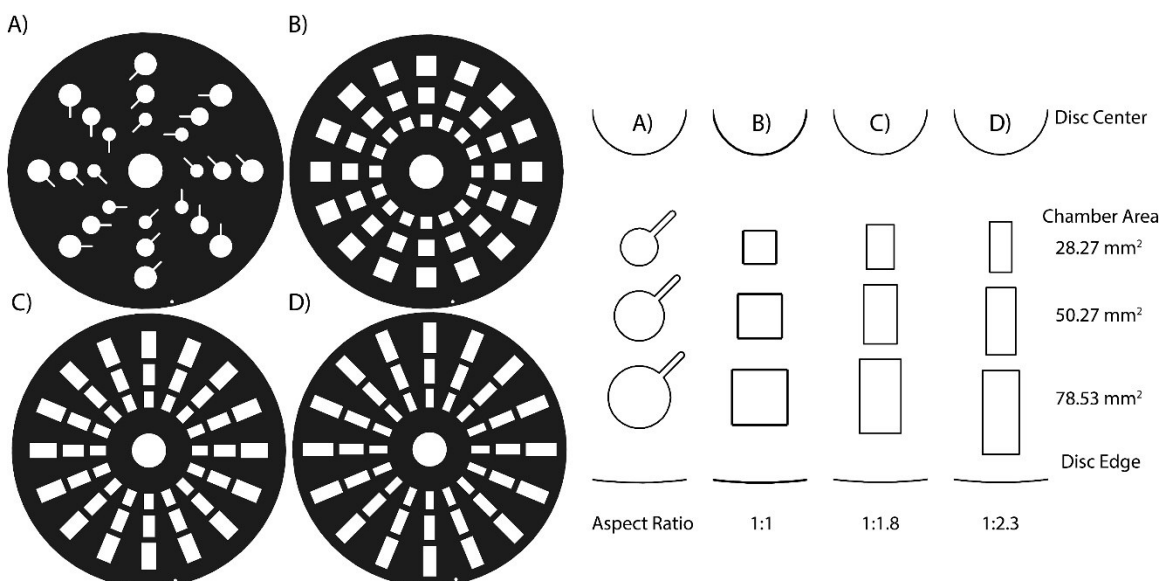 A)
B)
C)
D)
A)
B)
C)
D)
Disc Center
Chamber Area
28.27 mm²
50.27 mm²
78.53 mm²
Disc Edge
Aspect Ratio
1:1
1:1.8
1:2.3